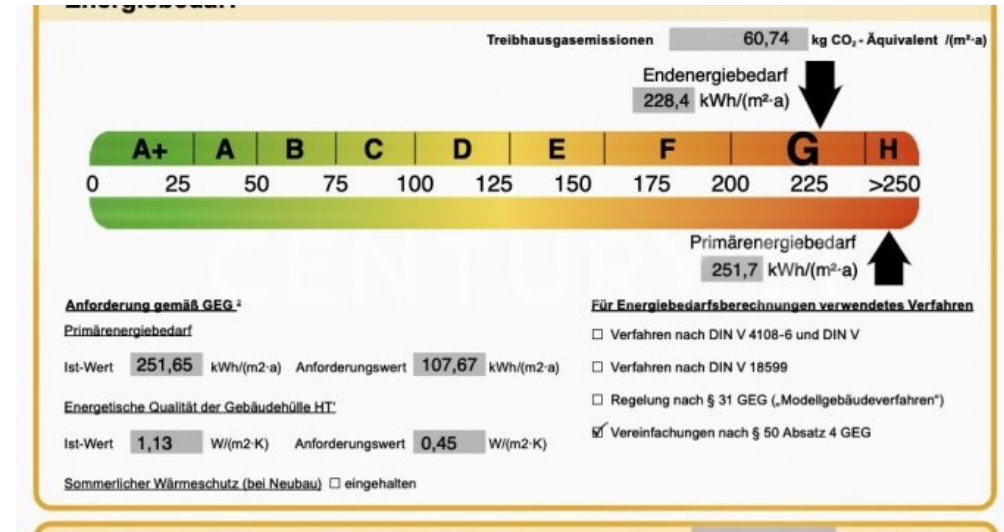 Energiebedarf
Treibhausgasemissionen 60,74 kg CO₂ - Äquivalent /(m²·a)
Endenergiebedarf
228,4 kWh/(m²·a)
A+ A B C D E F G H
0 25 50 75 100 125 150 175 200 225 >250
CENTURY
Primärenergiebedarf
251,7 kWh/(m²·a)
Anforderung gemäß GEG ²
Primärenergiebedarf
Ist-Wert 251,65 kWh/(m2·a) Anforderungswert 107,67 kWh/(m2·a)
Energetische Qualität der Gebäudehülle HT'
Ist-Wert 1,13 W/(m2·K) Anforderungswert 0,45 W/(m2·K)
Sommerlicher Wärmeschutz (bei Neubau) ☐ eingehalten
Für Energiebedarfsberechnungen verwendetes Verfahren
☐ Verfahren nach DIN V 4108-6 und DIN V
☐ Verfahren nach DIN V 18599
☐ Regelung nach § 31 GEG („Modellgebäudeverfahren")
☑ Vereinfachungen nach § 50 Absatz 4 GEG